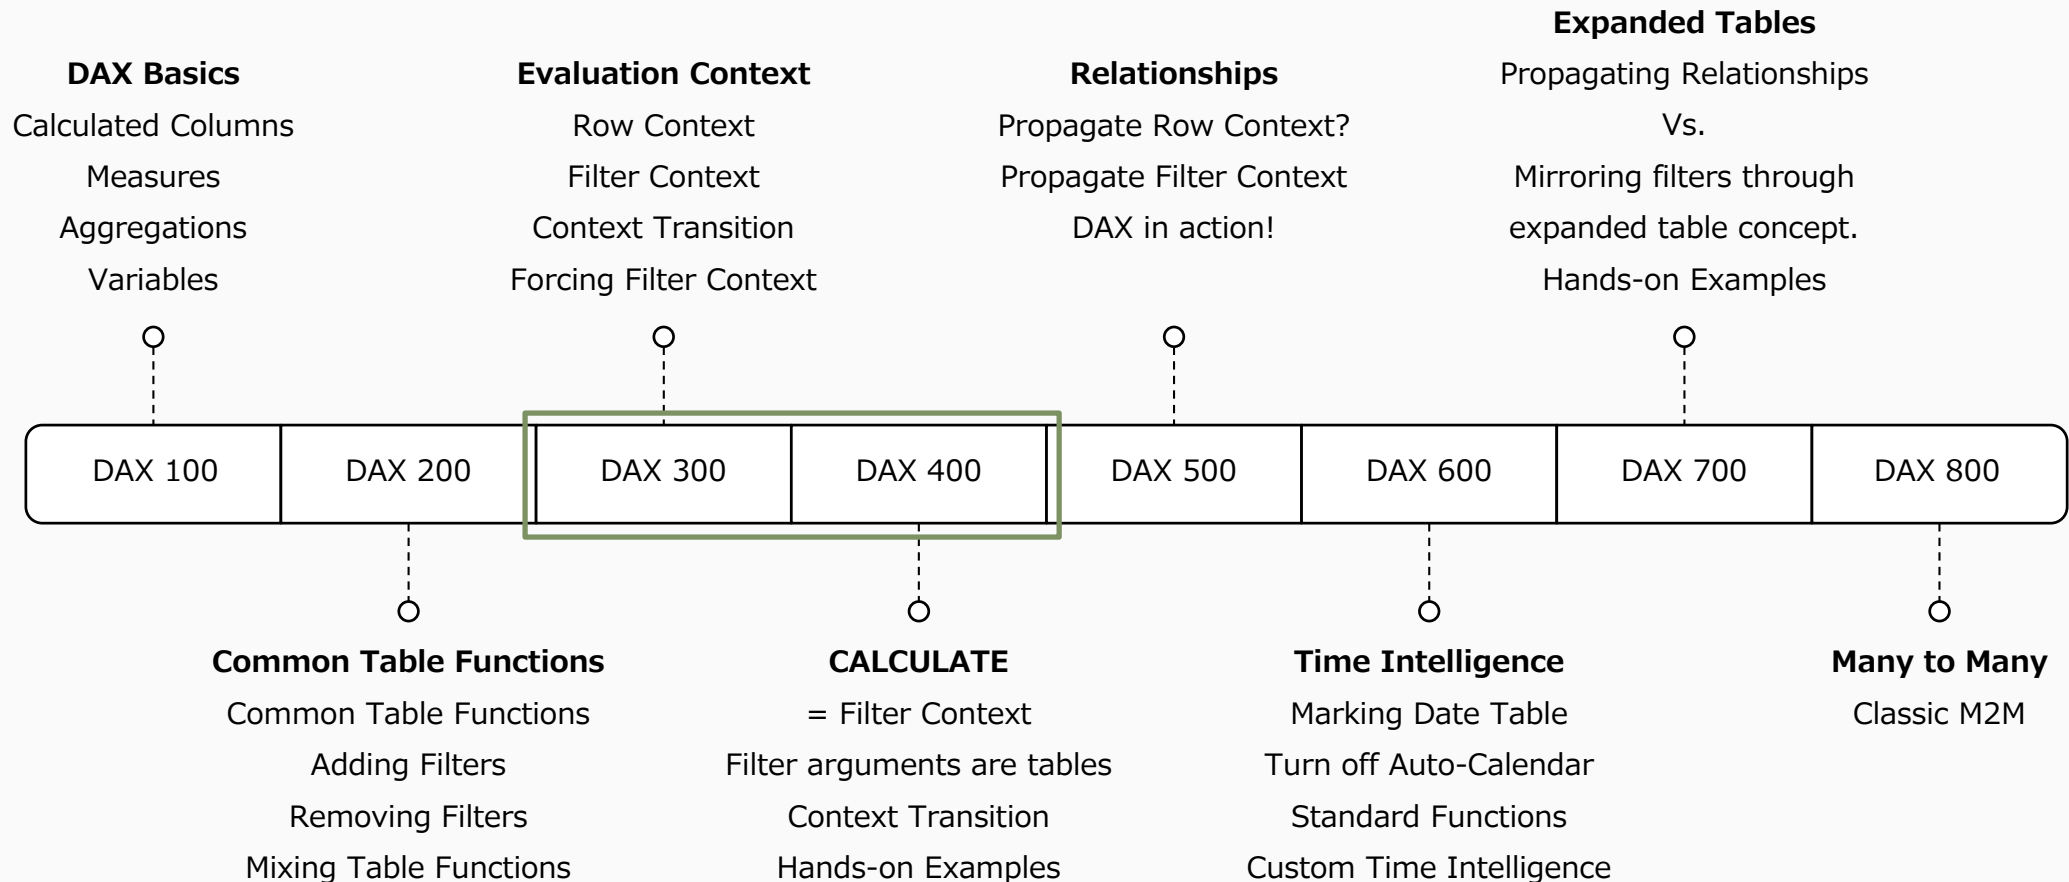 DAX Basics
Calculated Columns
Measures
Aggregations
Variables
Evaluation Context
Row Context
Filter Context
Context Transition
Forcing Filter Context
Relationships
Propagate Row Context?
Propagate Filter Context
DAX in action!
Expanded Tables
Propagating Relationships
Vs.
Mirroring filters through
expanded table concept.
Hands-on Examples
DAX 100
DAX 200
DAX 300
DAX 400
DAX 500
DAX 600
DAX 700
DAX 800
Common Table Functions
Common Table Functions
Adding Filters
Removing Filters
Mixing Table Functions
CALCULATE
= Filter Context
Filter arguments are tables
Context Transition
Hands-on Examples
Time Intelligence
Marking Date Table
Turn off Auto-Calendar
Standard Functions
Custom Time Intelligence
Many to Many
Classic M2M